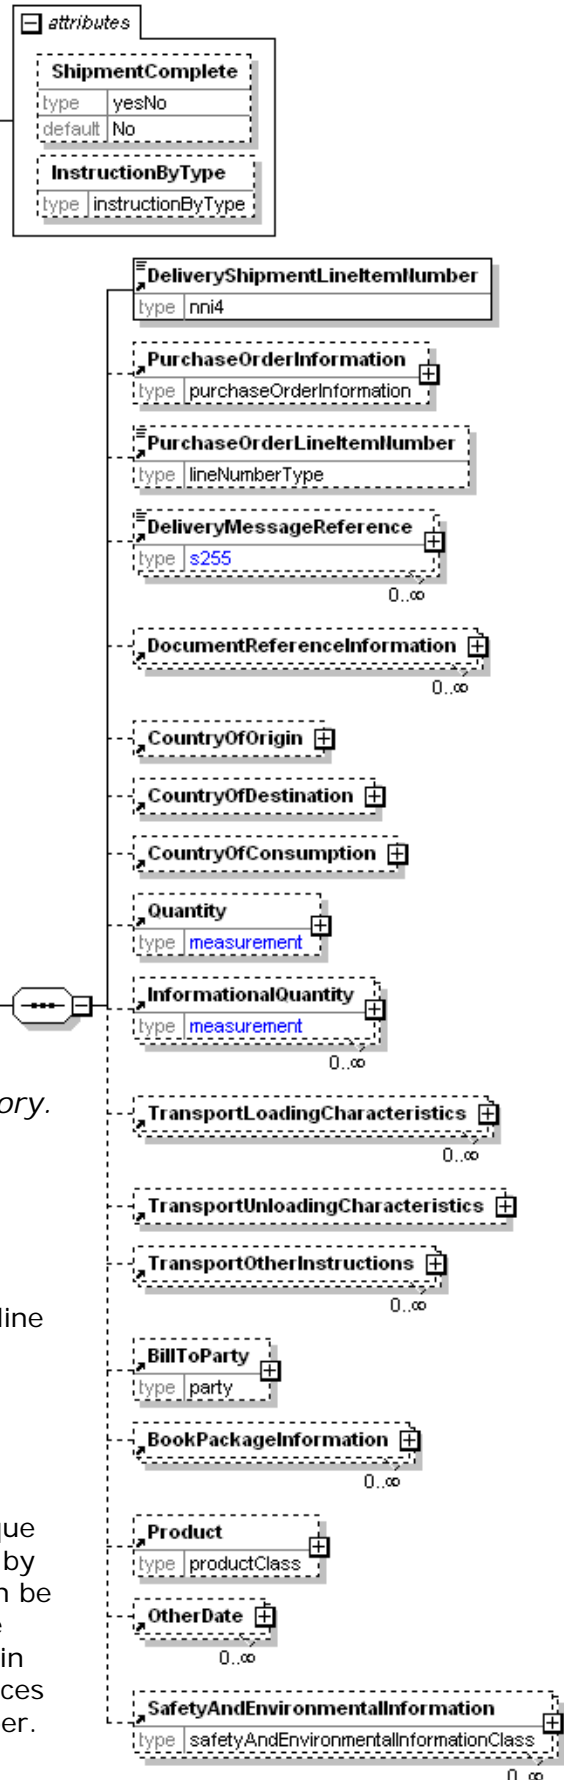 attributes
ShipmentComplete
type yesNo
default No
InstructionByType
type instructionByType
DeliveryShipmentLineItemNumber
type nni4
PurchaseOrderInformation
type purchaseOrderInformation
PurchaseOrderLineItemNumber
type lineNumberType
DeliveryMessageReference
type s255
0..∞
DocumentReferenceInformation
0..∞
CountryOfOrigin
CountryOfDestination
CountryOfConsumption
Quantity
type measurement
InformationalQuantity
type measurement
0..∞
ory.
TransportLoadingCharacteristics
0..∞
TransportUnloadingCharacteristics
TransportOtherInstructions
0..∞
line
BillToParty
type party
BookPackageInformation
0..∞
que
Product
by
type productClass
n be
e
OtherDate
in
0..∞
ces
er.
SafetyAndEnvironmentalInformation
type safetyAndEnvironmentalInformationClass
0..∞